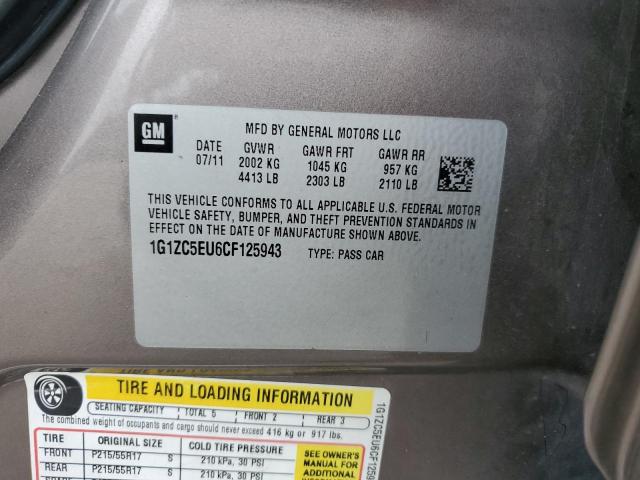 GM
MFD BY GENERAL MOTORS LLC
DATE GVWR GAWR FRT GAWR RR
07/11 2002 KG 1045 KG 957 KG
4413 LB 2303 LB 2110 LB
THIS VEHICLE CONFORMS TO ALL APPLICABLE U.S. FEDERAL MOTOR
VEHICLE SAFETY, BUMPER, AND THEFT PREVENTION STANDARDS
IN EFFECT ON THE DATE OF MANUFACTURE SHOWN ABOVE.
1G1ZC5EU6CF125943 TYPE: PASS CAR
TIRE AND LOADING INFORMATION
SEATING CAPACITY TOTAL 5 FRONT 2 REAR 3
The combined weight of occupants and cargo should never exceed 416 kg or 917 lbs.
TIRE ORIGINAL SIZE COLD TIRE PRESSURE
FRONT P215/55R17 S 210 kPa, 30 PSI
REAR P215/55R17 S 210 kPa, 30 PSI
SEE OWNER'S
MANUAL FOR
ADDITIONAL
1G1ZC5EU6CF1259